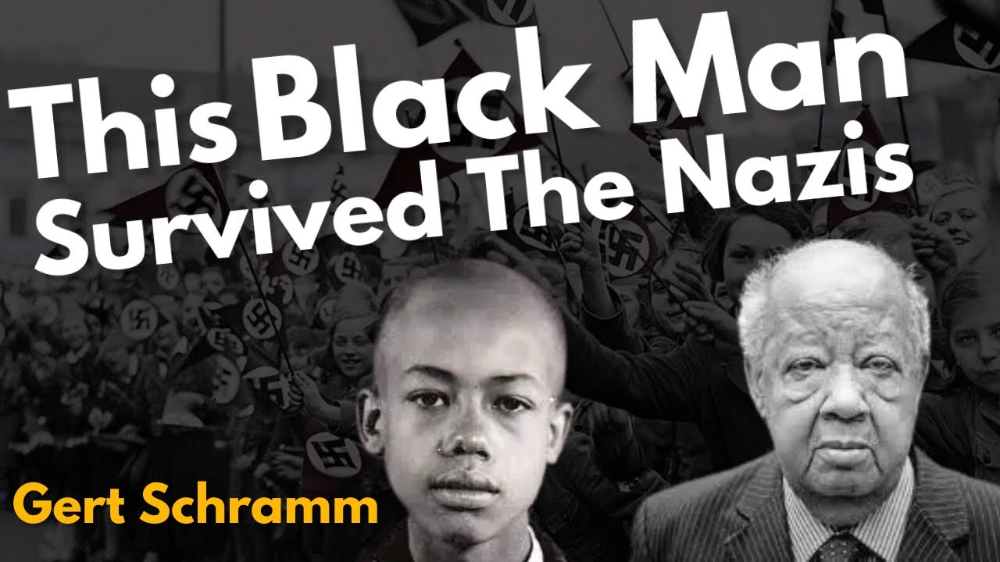 This Black Man
Survived The Nazis
Gert Schramm